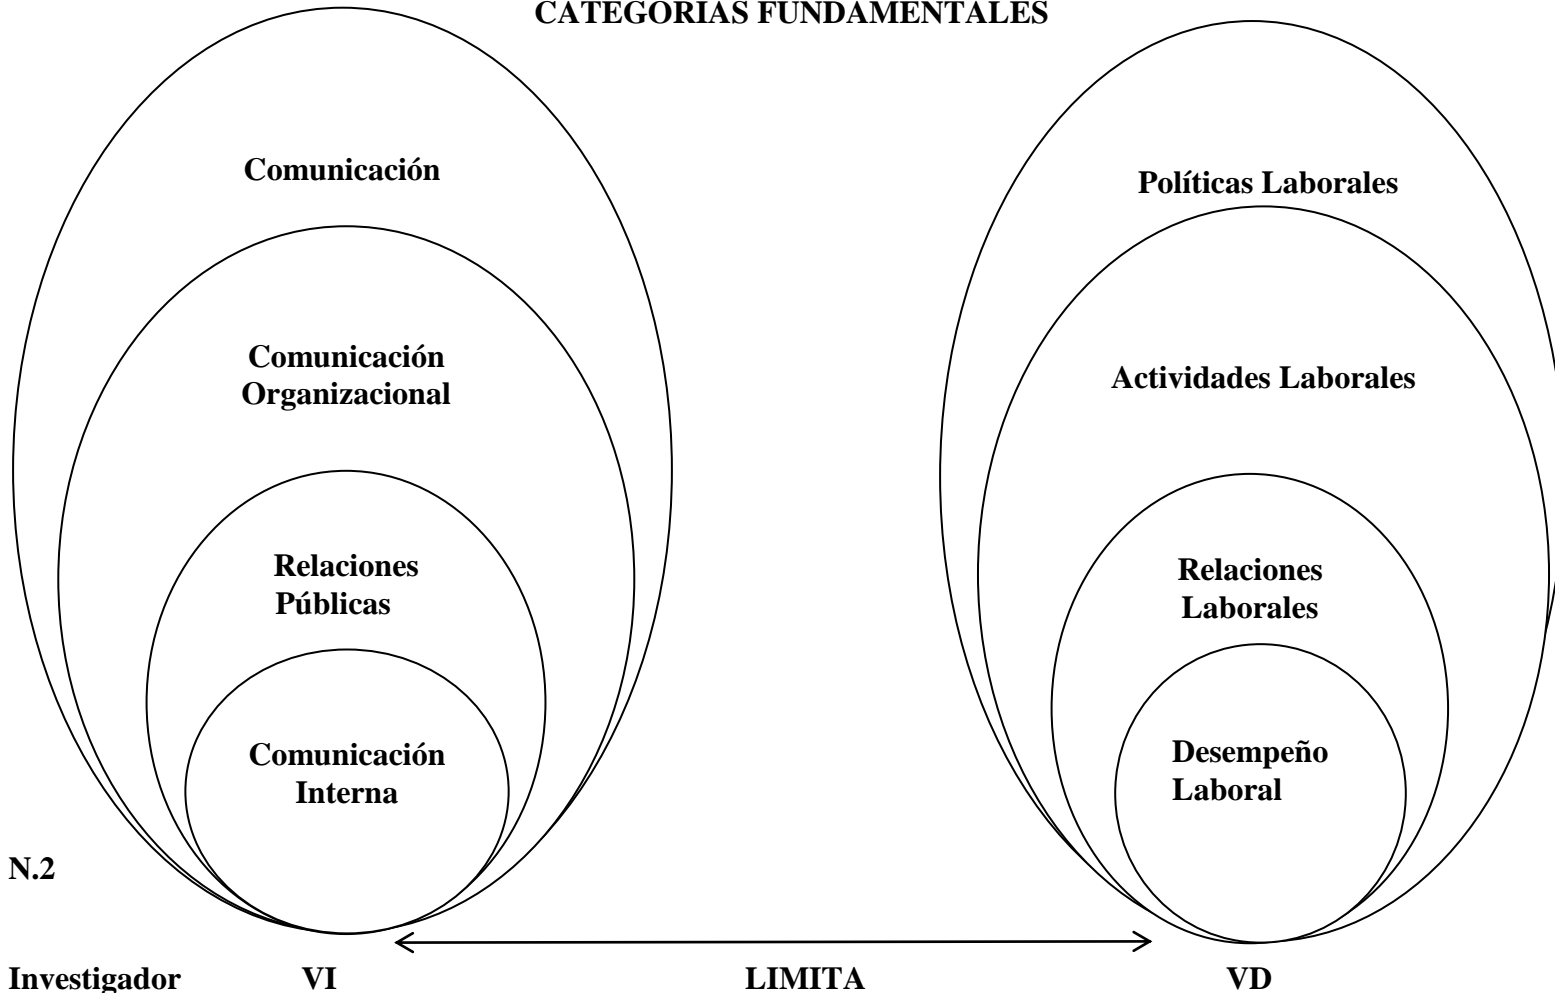 CATEGORIAS FUNDAMENTALES
Comunicación
Comunicación
Organizacional
Relaciones
Públicas
Comunicación
Interna
Políticas Laborales
Actividades Laborales
Relaciones
Laborales
Desempeño
Laboral
N.2
Investigador VI LIMITA VD